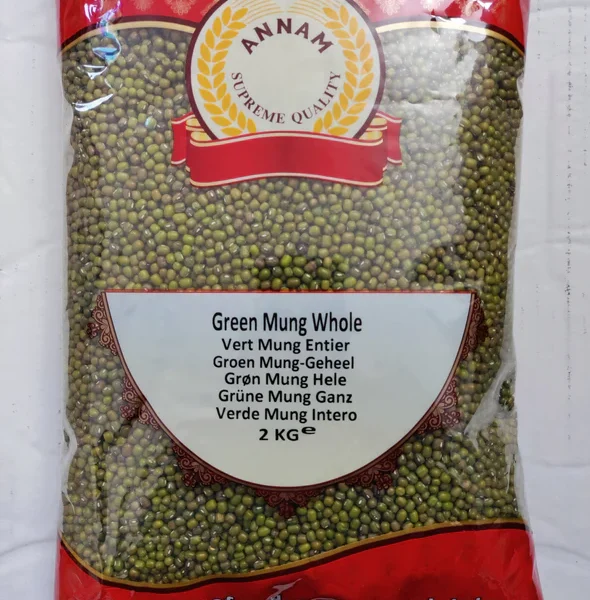 ANNAM
SUPREME QUALITY
Green Mung Whole
Vert Mung Entier
Groen Mung-Geheel
Grøn Mung Hele
Grüne Mung Ganz
Verde Mung Intero
2 KG℮